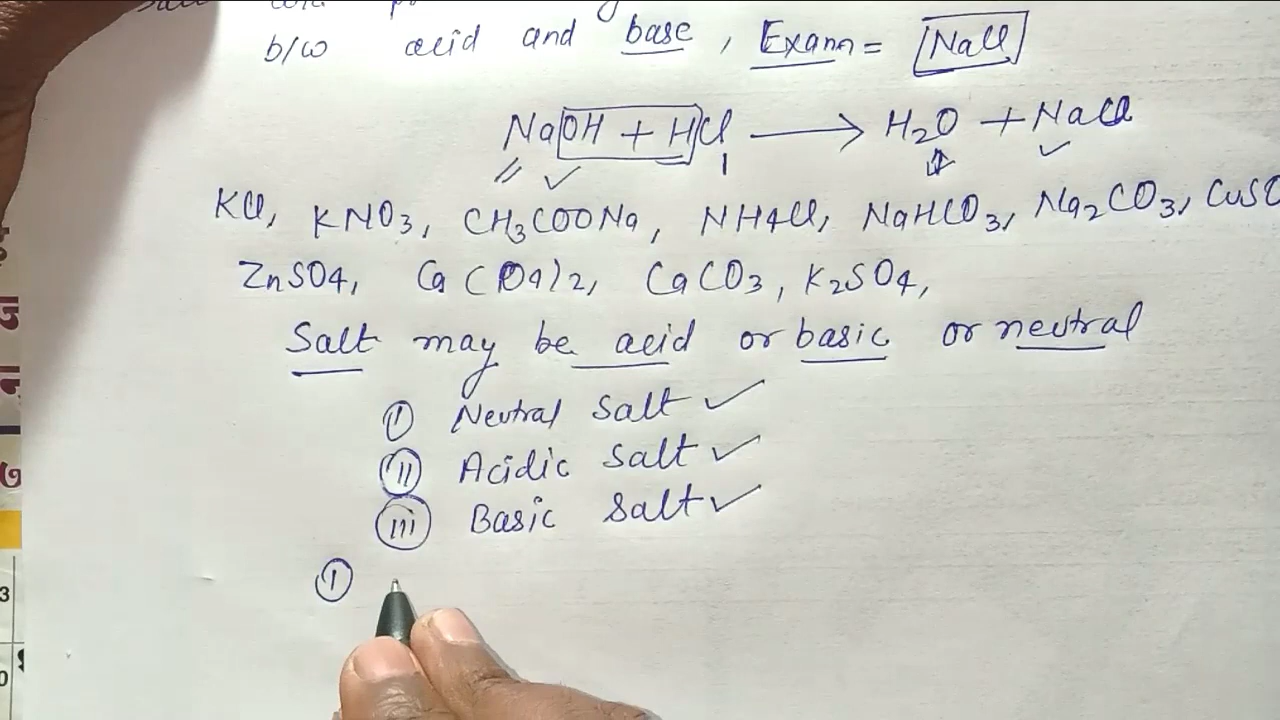 b/w acid and base, Exam = NaCl
NaOH + HCl → H2O + NaCl
KCl, KNO3, CH3COONa, NH4Cl, NaHCO3, Na2CO3, CuSO
ZnSO4, Ca(PO4)2, CaCO3, K2SO4,
Salt may be acid or basic or neutral
(I) Neutral Salt ✓
(II) Acidic Salt ✓
(III) Basic Salt ✓
(I)